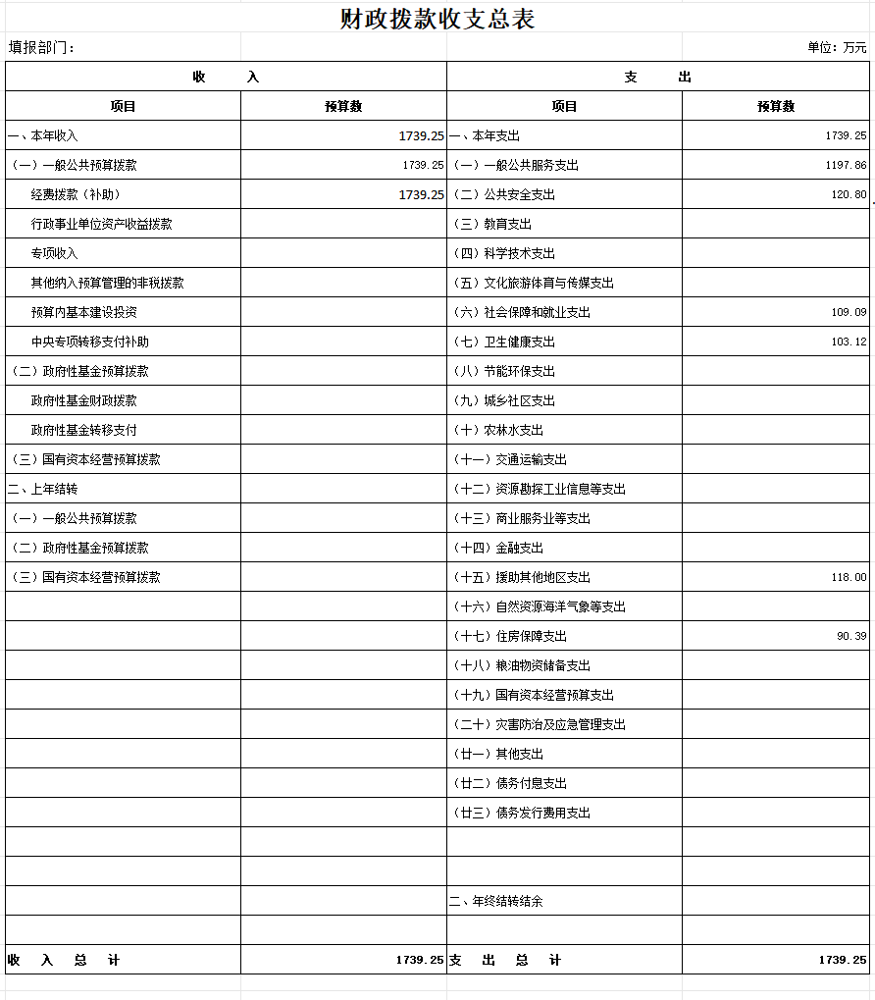 财政拨款收支总表
填报部门： 单位：万元
收 入 支 出
项目 预算数 项目 预算数
一、本年收入 1739.25 一、本年支出 1739.25
（一）一般公共预算拨款 1739.25 （一）一般公共服务支出 1197.86
经费拨款（补助） 1739.25 （二）公共安全支出 120.80
行政事业单位资产收益拨款 （三）教育支出
专项收入 （四）科学技术支出
其他纳入预算管理的非税拨款 （五）文化旅游体育与传媒支出
预算内基本建设投资 （六）社会保障和就业支出 109.09
中央专项转移支付补助 （七）卫生健康支出 103.12
（二）政府性基金预算拨款 （八）节能环保支出
政府性基金财政拨款 （九）城乡社区支出
政府性基金转移支付 （十）农林水支出
（三）国有资本经营预算拨款 （十一）交通运输支出
二、上年结转 （十二）资源勘探工业信息等支出
（一）一般公共预算拨款 （十三）商业服务业等支出
（二）政府性基金预算拨款 （十四）金融支出
（三）国有资本经营预算拨款 （十五）援助其他地区支出 118.00
（十六）自然资源海洋气象等支出
（十七）住房保障支出 90.39
（十八）粮油物资储备支出
（十九）国有资本经营预算支出
（二十）灾害防治及应急管理支出
（廿一）其他支出
（廿二）债务付息支出
（廿三）债务发行费用支出
二、年终结转结余
收 入 总 计 1739.25 支 出 总 计 1739.25